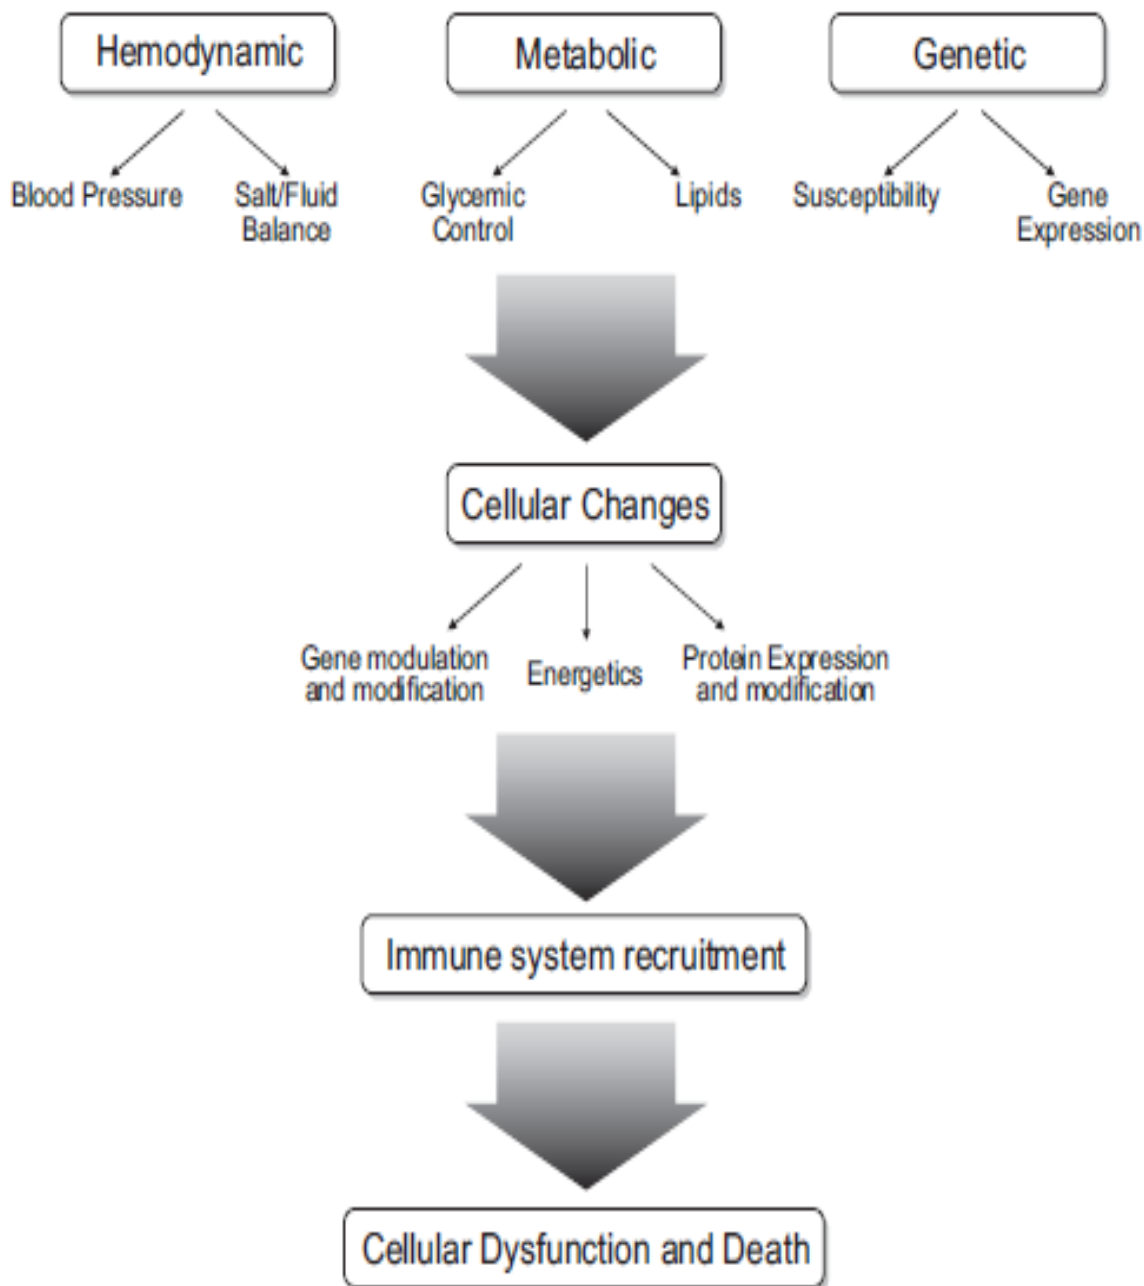 Hemodynamic
Metabolic
Genetic
Blood Pressure
Salt/Fluid
Balance
Glycemic
Control
Lipids
Susceptibility
Gene
Expression
Cellular Changes
Gene modulation
and modification
Energetics
Protein Expression
and modification
Immune system recruitment
Cellular Dysfunction and Death